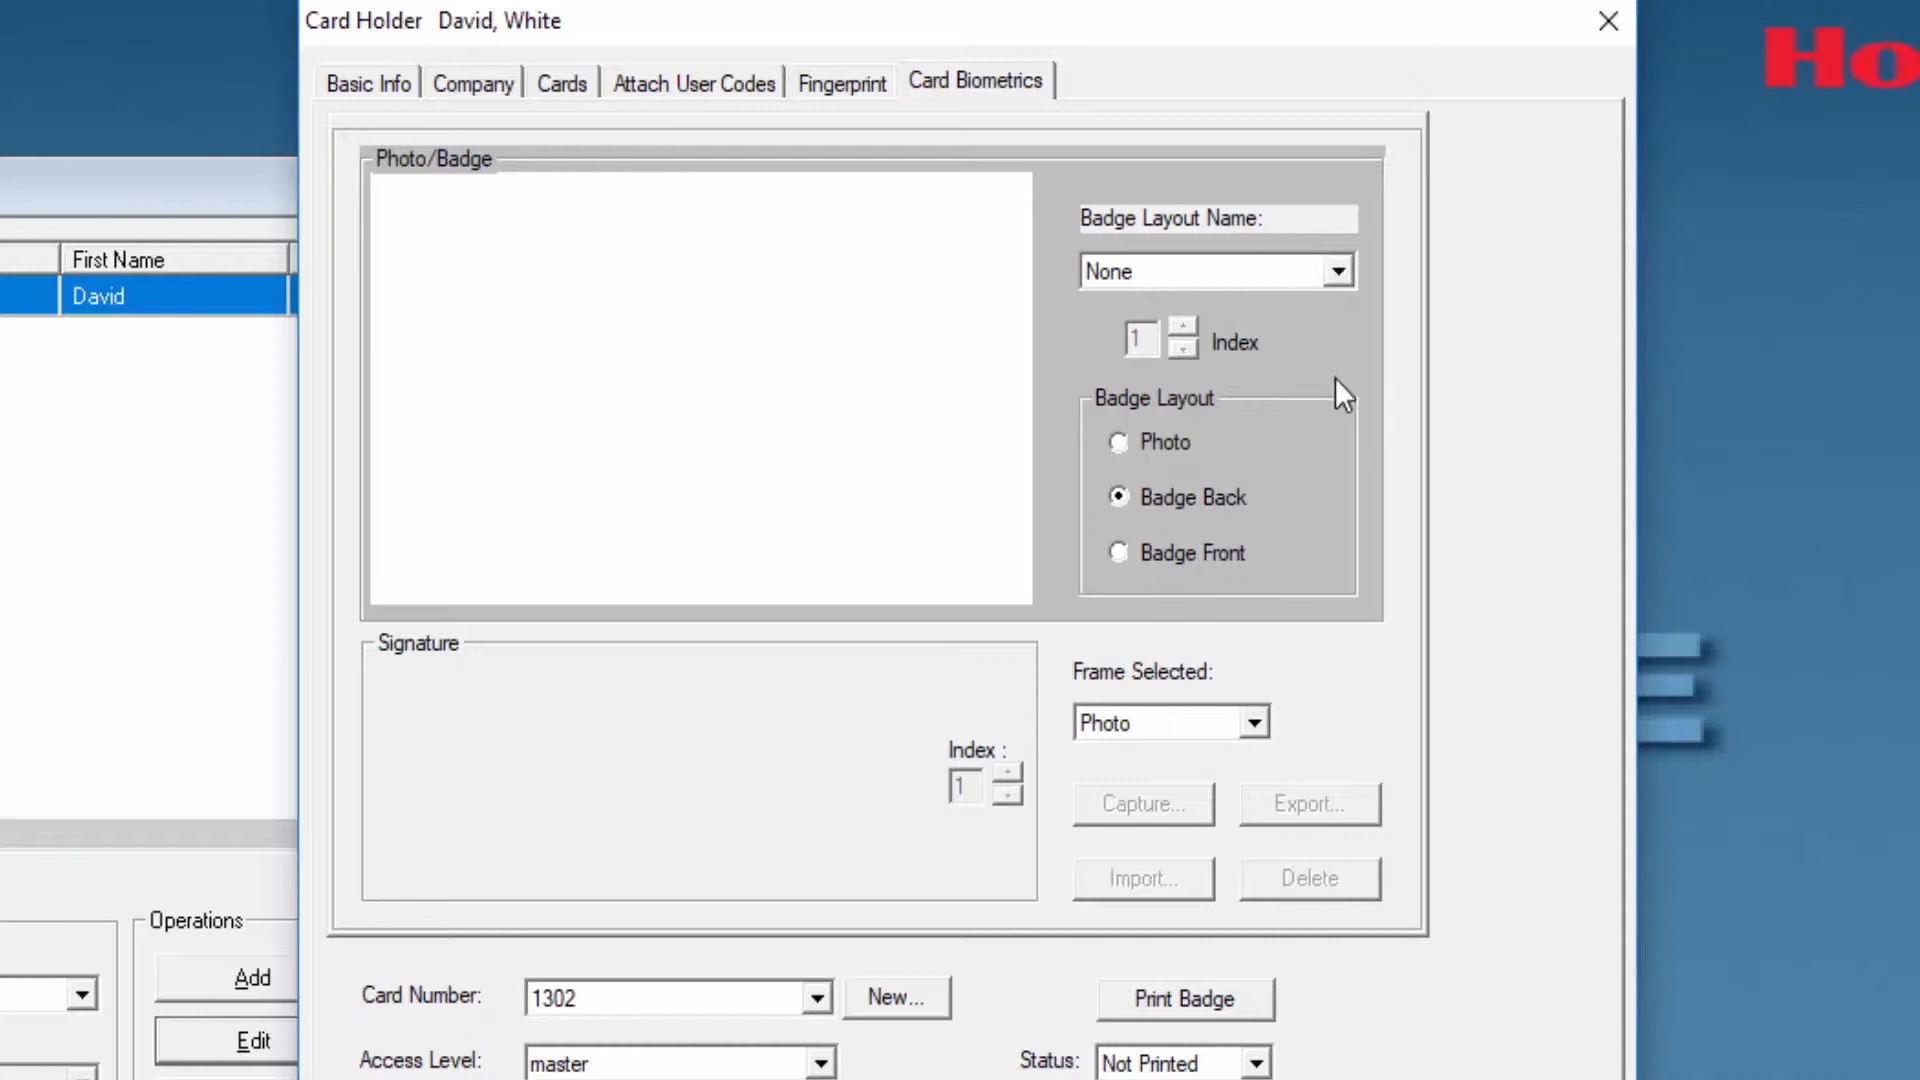 Card Holder David, White
Ho
Basic Info
Company
Cards
Attach User Codes
Fingerprint
Card Biometrics
Photo/Badge
Badge Layout Name:
None
1
Index
Badge Layout
Photo
Badge Back
Badge Front
First Name
David
Signature
Index :
1
Frame Selected:
Photo
Capture...
Export...
Import...
Delete
Operations
Add
Edit
Card Number:
1302
New...
Print Badge
Access Level:
master
Status:
Not Printed